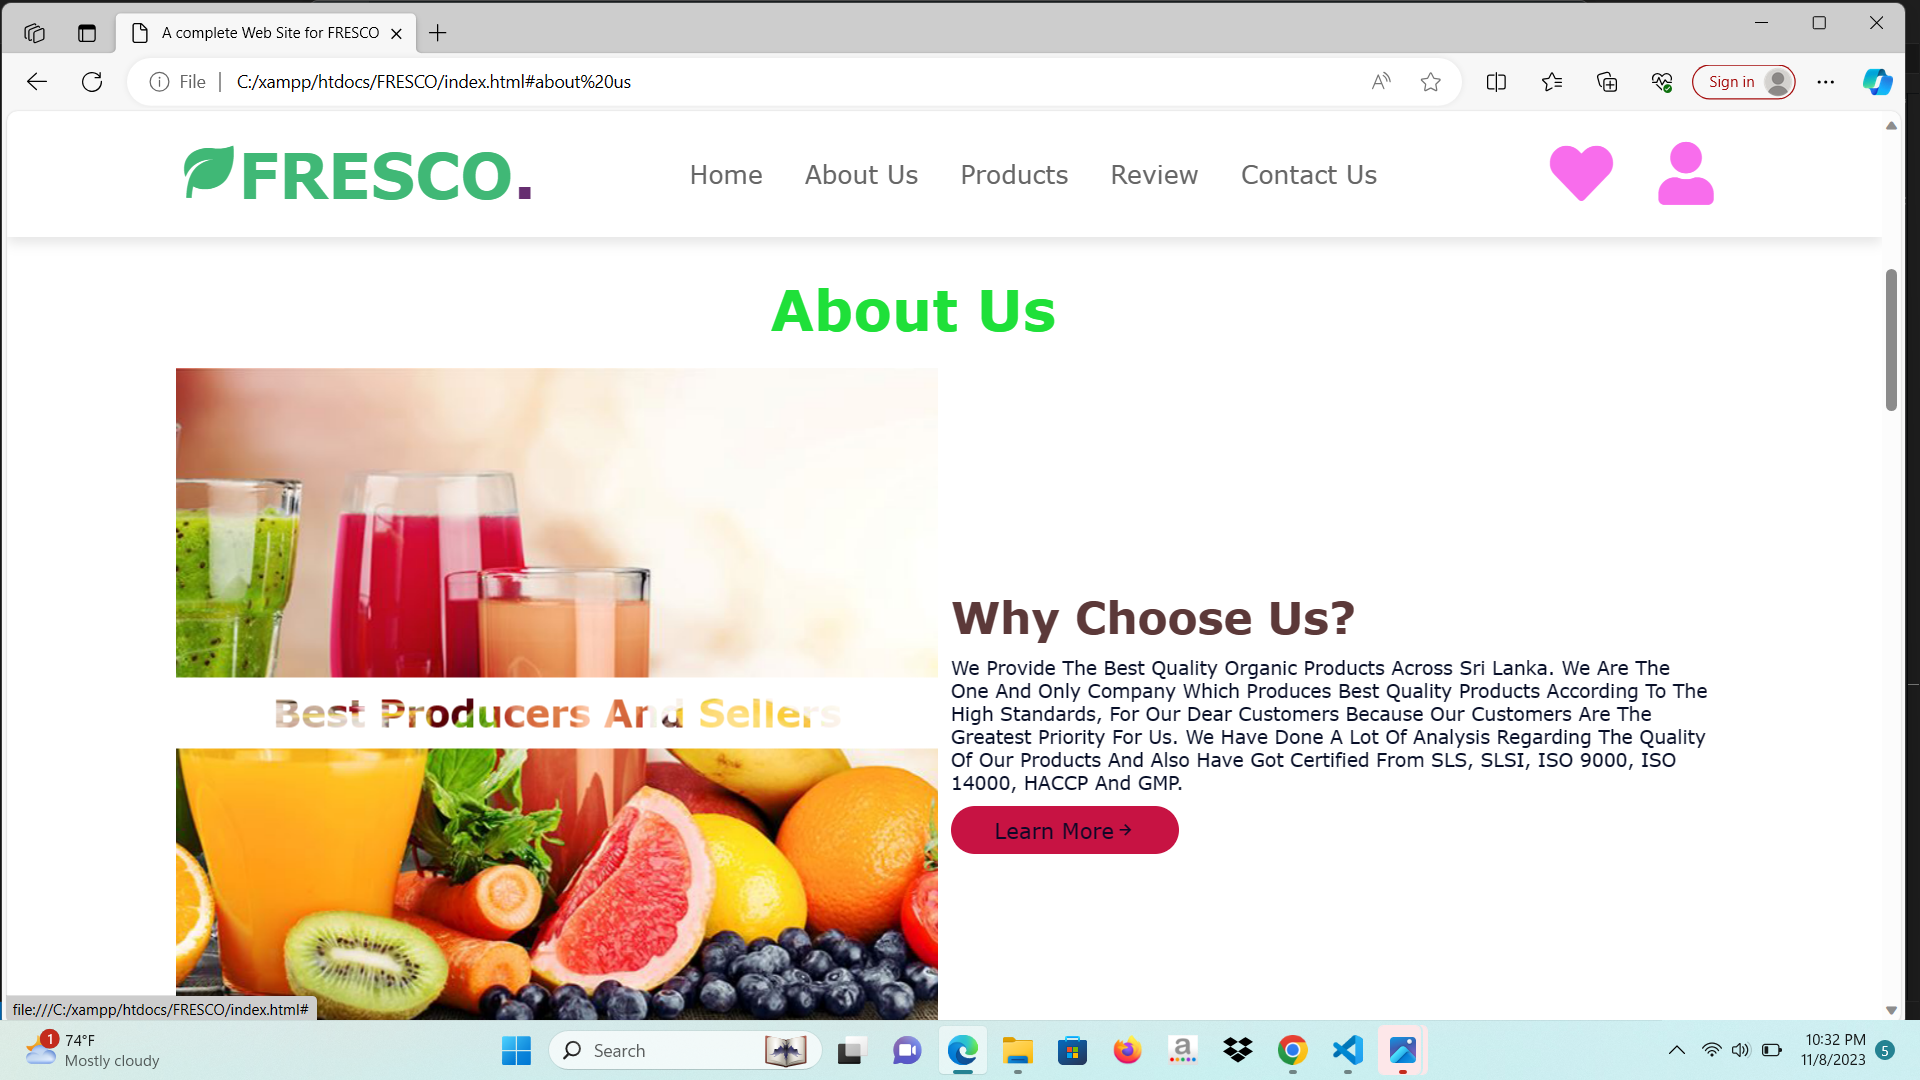 A complete Web Site for FRESCO
File
C:/xampp/htdocs/FRESCO/index.html#about%20us
Sign in
FRESCO.
Home
About Us
Products
Review
Contact Us
About Us
Best Producers And Sellers
Why Choose Us?
We Provide The Best Quality Organic Products Across Sri Lanka. We Are The
One And Only Company Which Produces Best Quality Products According To The
High Standards, For Our Dear Customers Because Our Customers Are The
Greatest Priority For Us. We Have Done A Lot Of Analysis Regarding The Quality
Of Our Products And Also Have Got Certified From SLS, SLSI, ISO 9000, ISO
14000, HACCP And GMP.
Learn More
file:///C:/xampp/htdocs/FRESCO/index.html#
1
74°F
Mostly cloudy
Search
a
10:32 PM
11/8/2023
5